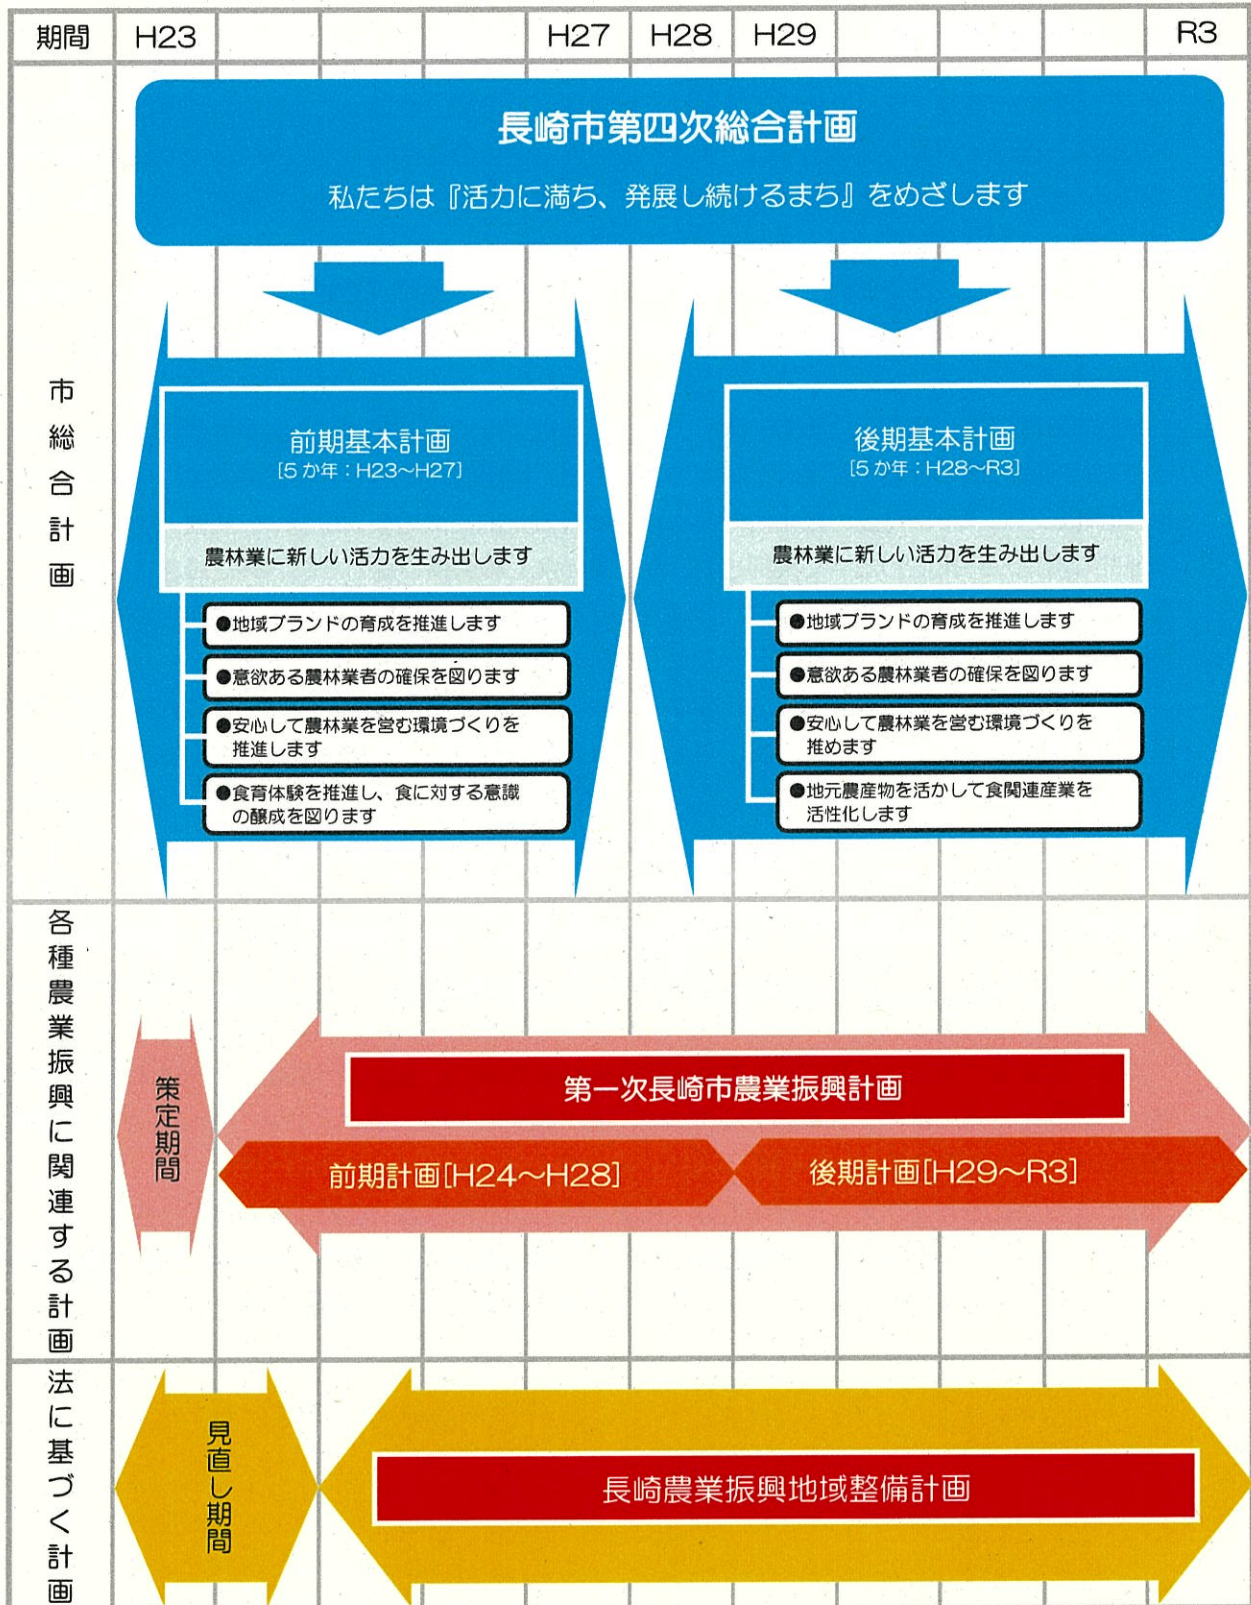 期間 H23 H27 H28 H29 R3
市総合計画
長崎市第四次総合計画
私たちは『活力に満ち、発展し続けるまち』をめざします
前期基本計画
[5か年：H23～H27]
農林業に新しい活力を生み出します
●地域ブランドの育成を推進します
●意欲ある農林業者の確保を図ります
●安心して農林業を営む環境づくりを
推進します
●食育体験を推進し、食に対する意識
の醸成を図ります
後期基本計画
[5か年：H28～R3]
農林業に新しい活力を生み出します
●地域ブランドの育成を推進します
●意欲ある農林業者の確保を図ります
●安心して農林業を営む環境づくりを
推めます
●地元農産物を活かして食関連産業を
活性化します
各種農業振興に関連する計画
策定期間
第一次長崎市農業振興計画
前期計画[H24～H28]
後期計画[H29～R3]
法に基づく計画
見直し期間
長崎農業振興地域整備計画